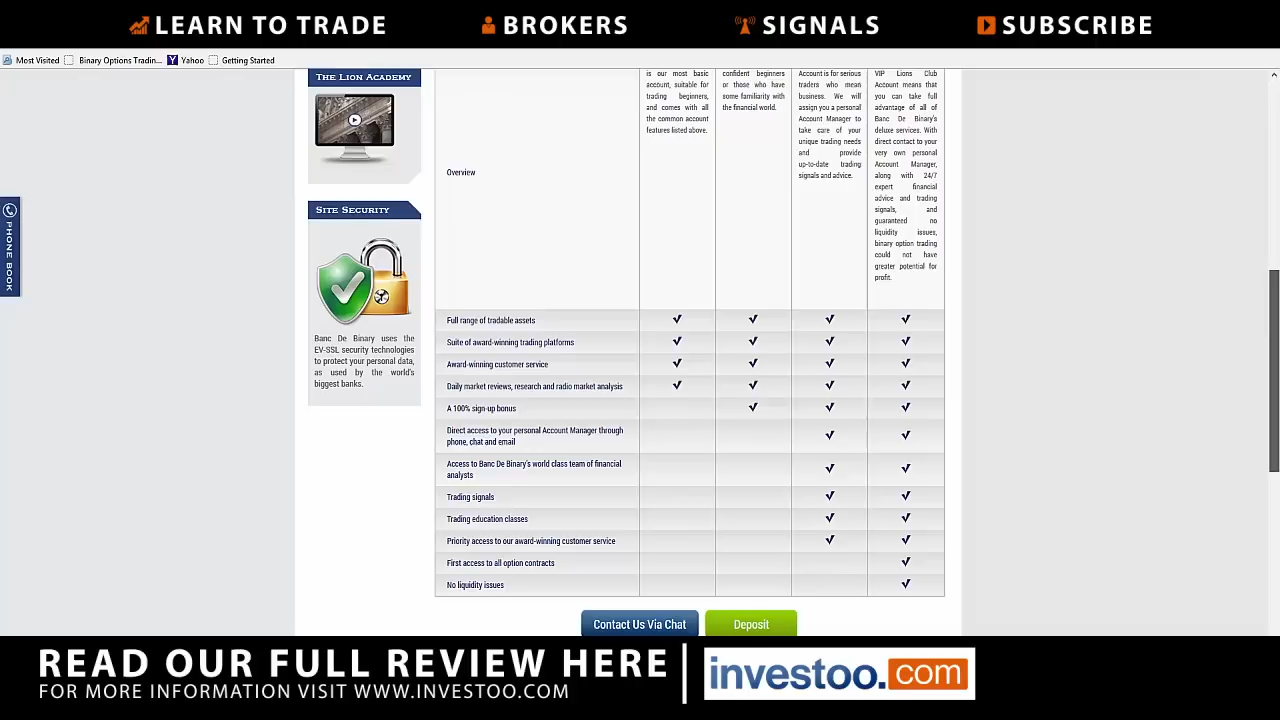 LEARN TO TRADE
BROKERS
SIGNALS
SUBSCRIBE
Most Visited
Binary Options Tradin...
Yahoo
Getting Started
THE LION ACADEMY
PHONE BOOK
SITE SECURITY
Banc De Binary uses the
EV-SSL security technologies
to protect your personal data,
as used by the world's
biggest banks.
Overview
is our most basic
account, suitable for
trading beginners,
and comes with all
the common account
features listed above.
confident beginners
or those who have
some familiarity with
the financial world.
Account is for serious
traders who mean
business. We will
assign you a personal
Account Manager to
take care of your
unique trading needs
and provide
up-to-date trading
signals and advice.
VIP Lions Club
Account means that
you can take full
advantage of all of
Banc De Binary's
deluxe services. With
direct contact to your
very own personal
Account Manager,
along with 24/7
expert financial
advice and trading
signals, and
guaranteed no
liquidity issues,
binary option trading
could not have
greater potential for
profit.
Full range of tradable assets
Suite of award-winning trading platforms
Award-winning customer service
Daily market reviews, research and radio market analysis
A 100% sign-up bonus
Direct access to your personal Account Manager through
phone, chat and email
Access to Banc De Binary's world class team of financial
analysts
Trading signals
Trading education classes
Priority access to our award-winning customer service
First access to all option contracts
No liquidity issues
Contact Us Via Chat
Deposit
READ OUR FULL REVIEW HERE
FOR MORE INFORMATION VISIT WWW.INVESTOO.COM
investoo.com